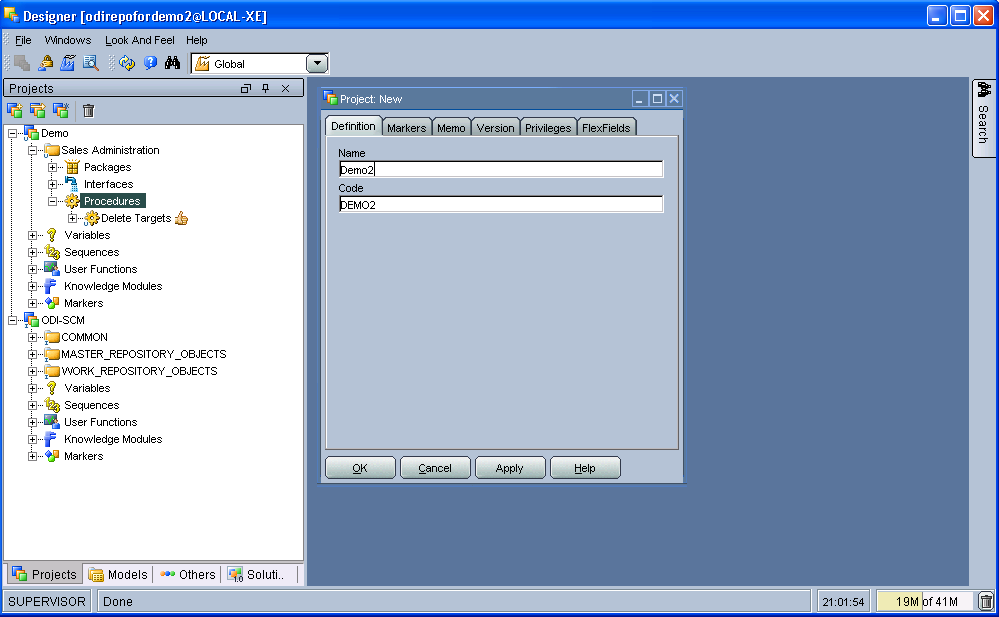 Designer [odirepofordemo2@LOCAL-XE]
File Windows Look And Feel Help
Global
Projects
Demo
Sales Administration
Packages
Interfaces
Procedures
Delete Targets
Variables
Sequences
User Functions
Knowledge Modules
Markers
ODI-SCM
COMMON
MASTER_REPOSITORY_OBJECTS
WORK_REPOSITORY_OBJECTS
Variables
Sequences
User Functions
Knowledge Modules
Markers
Projects Models Others Soluti..
Project: New
Definition Markers Memo Version Privileges FlexFields
Name
Demo2
Code
DEMO2
OK Cancel Apply Help
Search
SUPERVISOR Done 21:01:54 19M of 41M